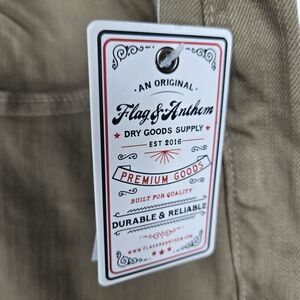 AN ORIGINAL
Flag & Anthem
DRY GOODS SUPPLY
EST 2016
PREMIUM GOODS
BUILT FOR QUALITY
DURABLE & RELIABLE
WWW.FLAGANDANTHEM.COM